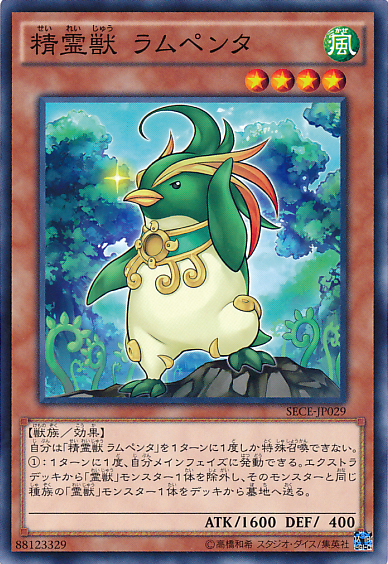 精霊獣 ラムペンタ
風
SECE-JP029
【獣族／効果】
自分は「精霊獣 ラムペンタ」を１ターンに１度しか特殊召喚できない。
①：１ターンに１度、自分メインフェイズに発動できる。エクストラ
デッキから「霊獣」モンスター１体を除外し、そのモンスターと同じ
種族の「霊獣」モンスター１体をデッキから墓地へ送る。
ATK/1600 DEF/ 400
88123329
©高橋和希 スタジオ・ダイス/集英社